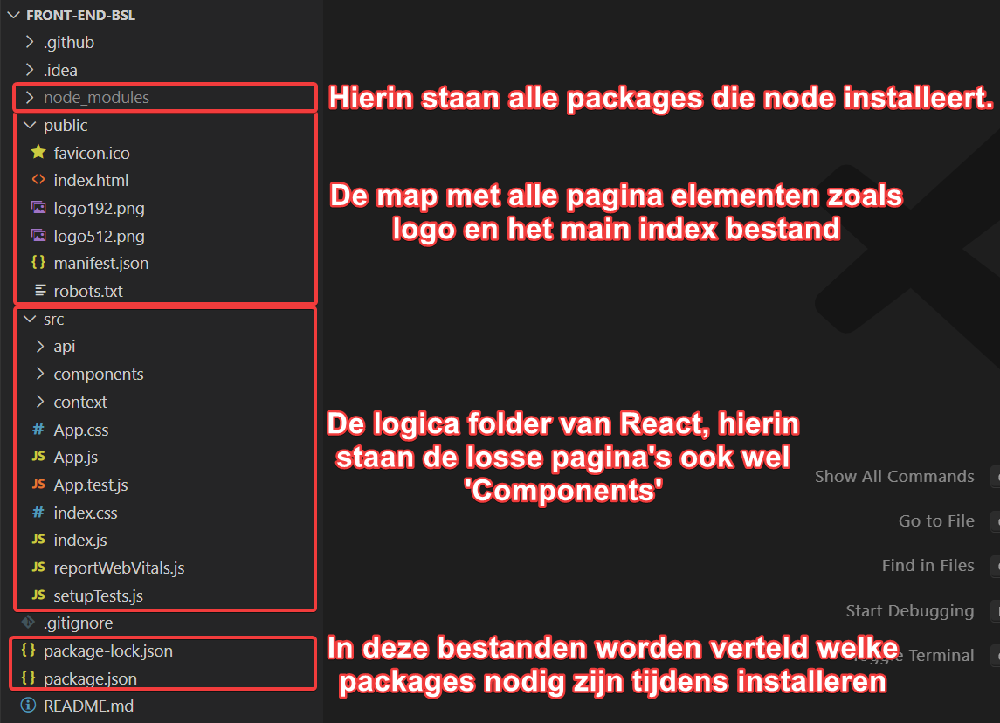 FRONT-END-BSL
.github
.idea
node_modules
Hierin staan alle packages die node installeert.
public
favicon.ico
index.html
logo192.png
logo512.png
manifest.json
robots.txt
De map met alle pagina elementen zoals
logo en het main index bestand
src
api
components
context
# App.css
JS App.js
JS App.test.js
# index.css
JS index.js
JS reportWebVitals.js
JS setupTests.js
De logica folder van React, hierin
staan de losse pagina's ook wel
'Components'
Show All Commands
Go to File
Find in Files
Start Debugging
Terminal
.gitignore
{} package-lock.json
{} package.json
In deze bestanden worden verteld welke
packages nodig zijn tijdens installeren
README.md